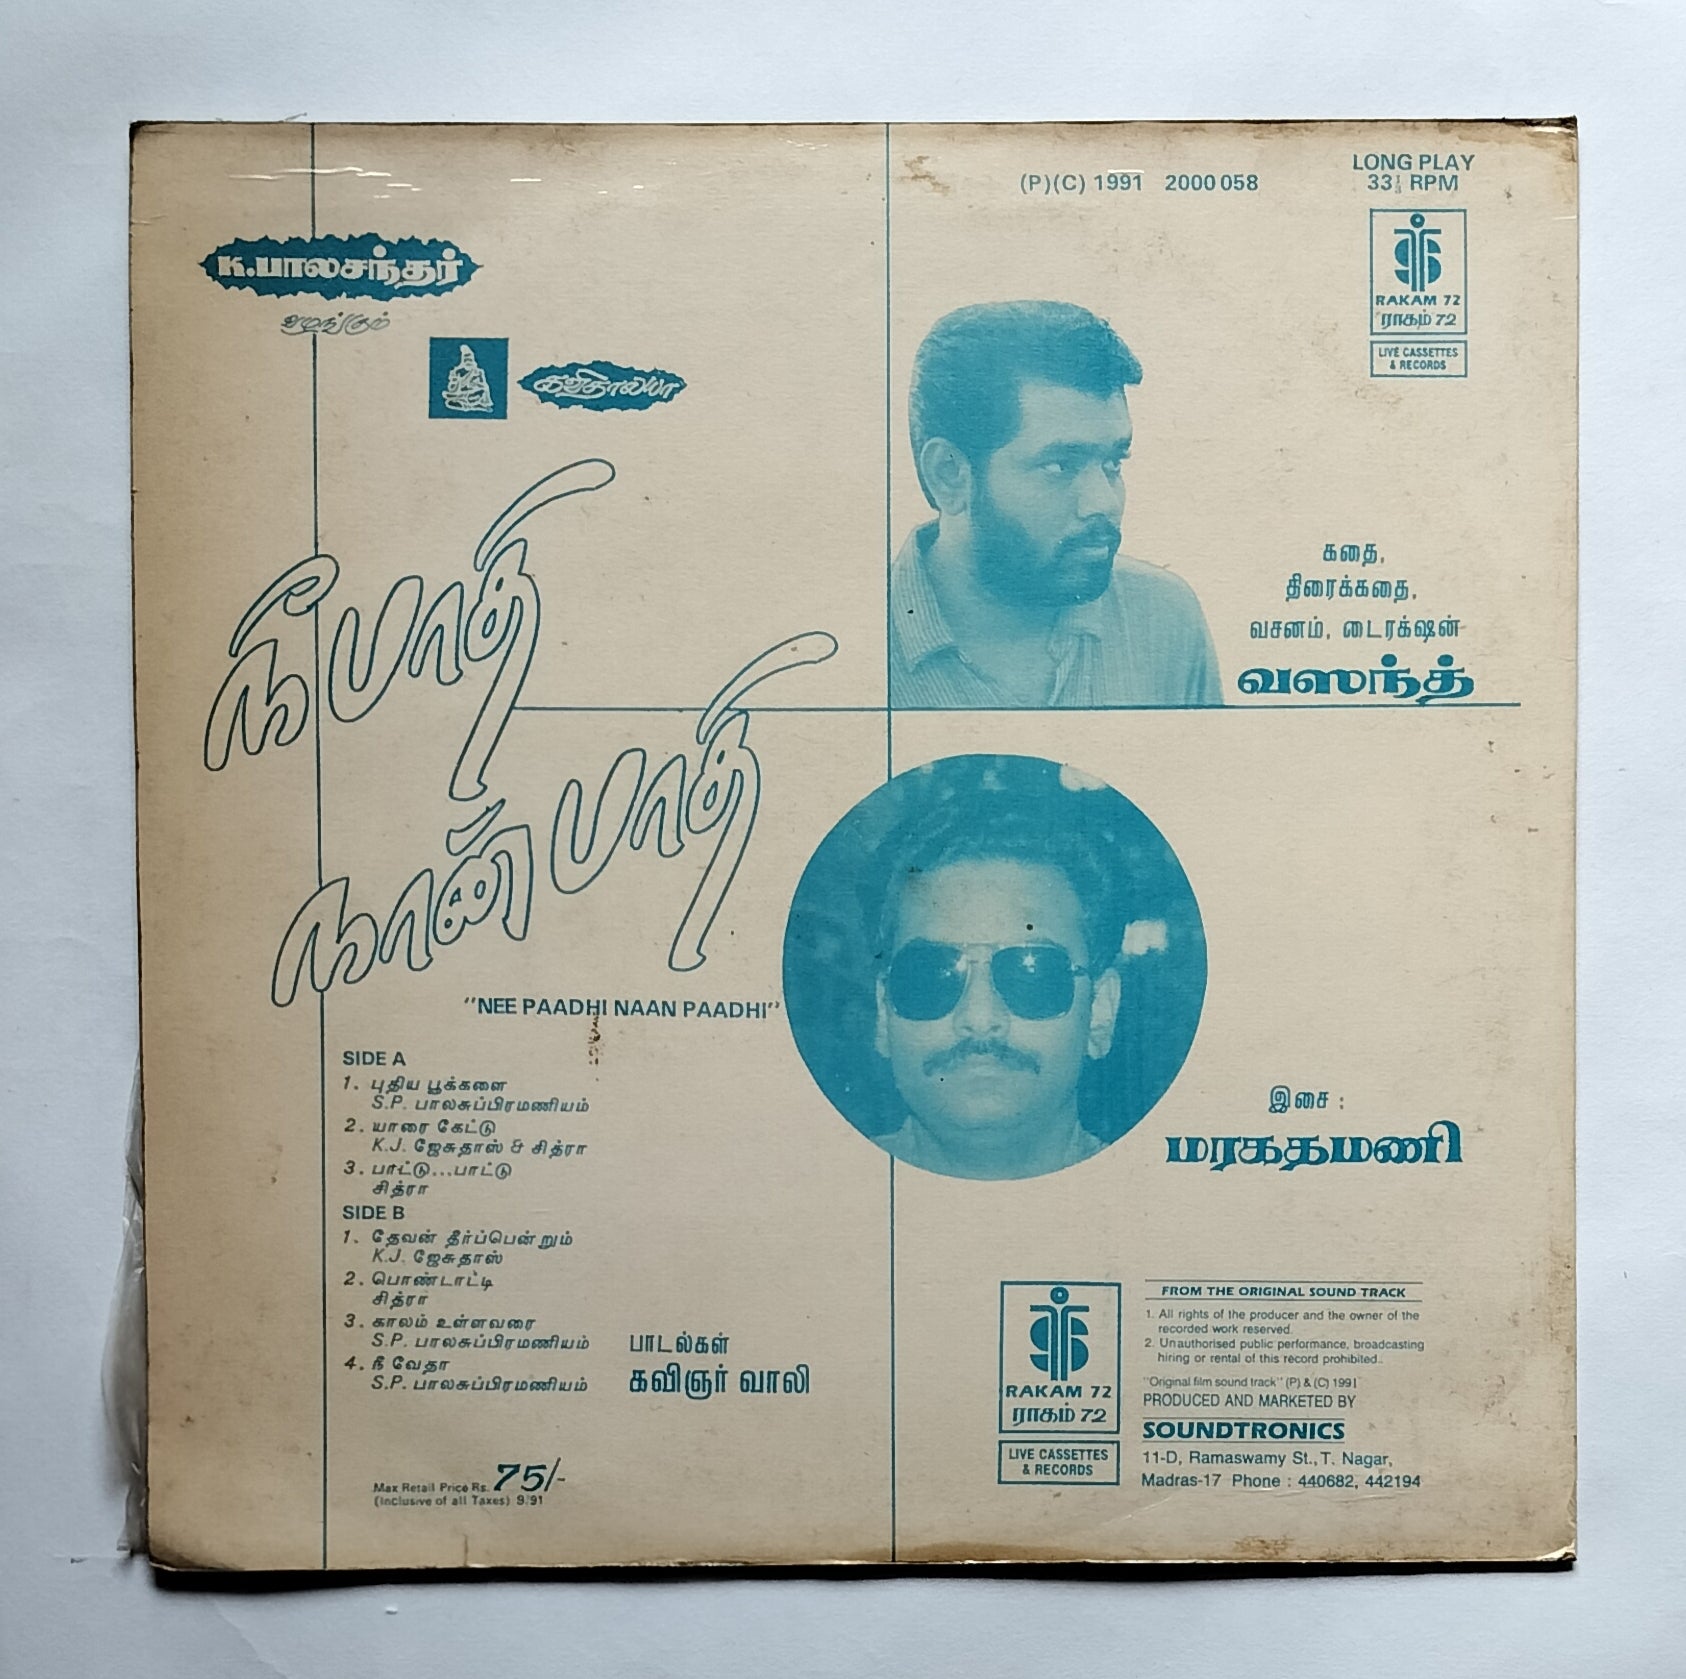 (P)(C) 1991 2000 058
LONG PLAY
33⅓ RPM
RAKAM 72
ராகம் 72
LIVE CASSETTES
& RECORDS
க.பாலசந்தர்
வழங்கும்
கவிதாலயா
நீ பாதி
நான் பாதி
"NEE PAADHI NAAN PAADHI"
கதை,
திரைக்கதை,
வசனம், டைரக்ஷன்
வஸந்த்
இசை :
மரகதமணி
SIDE A
1. புதிய பூக்களை
S.P. பாலசுப்பிரமணியம்
2. யாரை கேட்டு
K.J. ஜேசுதாஸ் & சித்ரா
3. பாட்டு...பாட்டு
சித்ரா
SIDE B
1. தேவன் தீர்ப்பென்றும்
K.J. ஜேசுதாஸ்
2. பொண்டாட்டி
சித்ரா
3. காலம் உள்ளவரை
S.P. பாலசுப்பிரமணியம்
4. நீ வேதா
S.P. பாலசுப்பிரமணியம்
பாடல்கள்
கவிஞர் வாலி
Max Retail Price Rs. 75/-
(Inclusive of all Taxes) 9/91
RAKAM 72
ராகம் 72
LIVE CASSETTES
& RECORDS
FROM THE ORIGINAL SOUND TRACK
1. All rights of the producer and the owner of the
recorded work reserved.
2. Unauthorised public performance, broadcasting
hiring or rental of this record prohibited..
"Original film sound track" (P) & (C) 1991
PRODUCED AND MARKETED BY
SOUNDTRONICS
11-D, Ramaswamy St., T. Nagar,
Madras-17 Phone : 440682, 442194